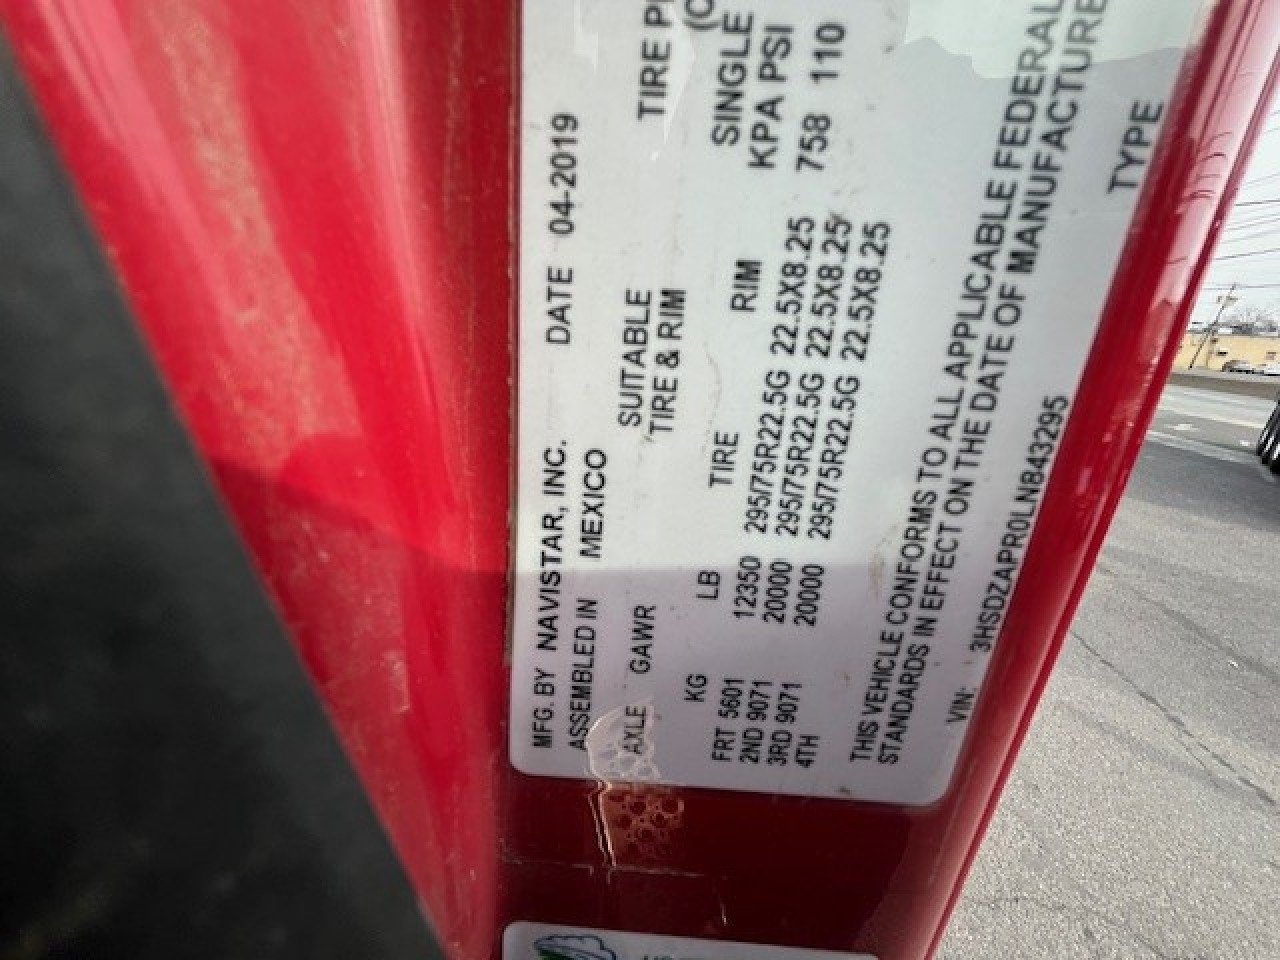 MFG. BY NAVISTAR, INC. DATE 04-2019
ASSEMBLED IN MEXICO
SUITABLE TIRE
AXLE GAWR TIRE & RIM
SINGLE
KG LB TIRE RIM KPA PSI
FRT 5601 12350 295/75R22.5G 22.5X8.25 758 110
2ND 9071 20000 295/75R22.5G 22.5X8.25
3RD 9071 20000 295/75R22.5G 22.5X8.25
4TH
THIS VEHICLE CONFORMS TO ALL APPLICABLE FEDERAL
STANDARDS IN EFFECT ON THE DATE OF MANUFACTURE
VIN: 3HSDZAPR0LN843295 TYPE